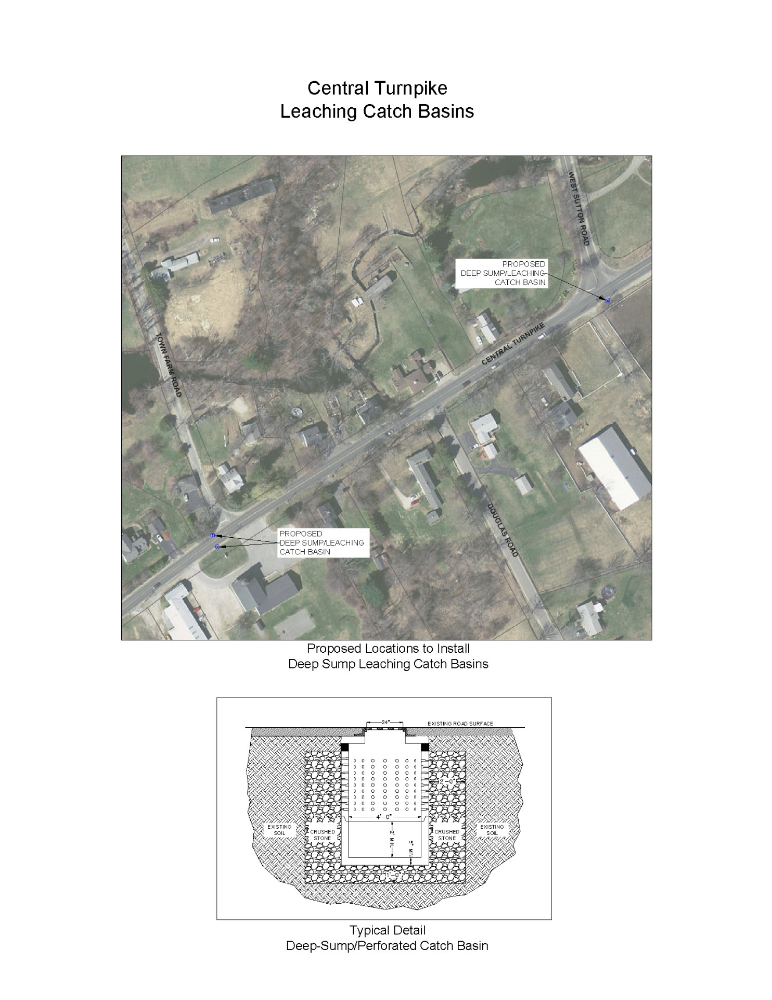 Central Turnpike
Leaching Catch Basins
WEST SUTTON ROAD
PROPOSED
DEEP SUMP/LEACHING
CATCH BASIN
CENTRAL TURNPIKE
TOWN FARM ROAD
DOUGLAS ROAD
PROPOSED
DEEP SUMP/LEACHING
CATCH BASIN
Proposed Locations to Install
Deep Sump Leaching Catch Basins
24"
EXISTING ROAD SURFACE
2'-0"
4'-0"
EXISTING
SOIL
CRUSHED
STONE
2' MIN.
5" MIN
CRUSHED
STONE
EXISTING
SOIL
1'-0"
Typical Detail
Deep-Sump/Perforated Catch Basin